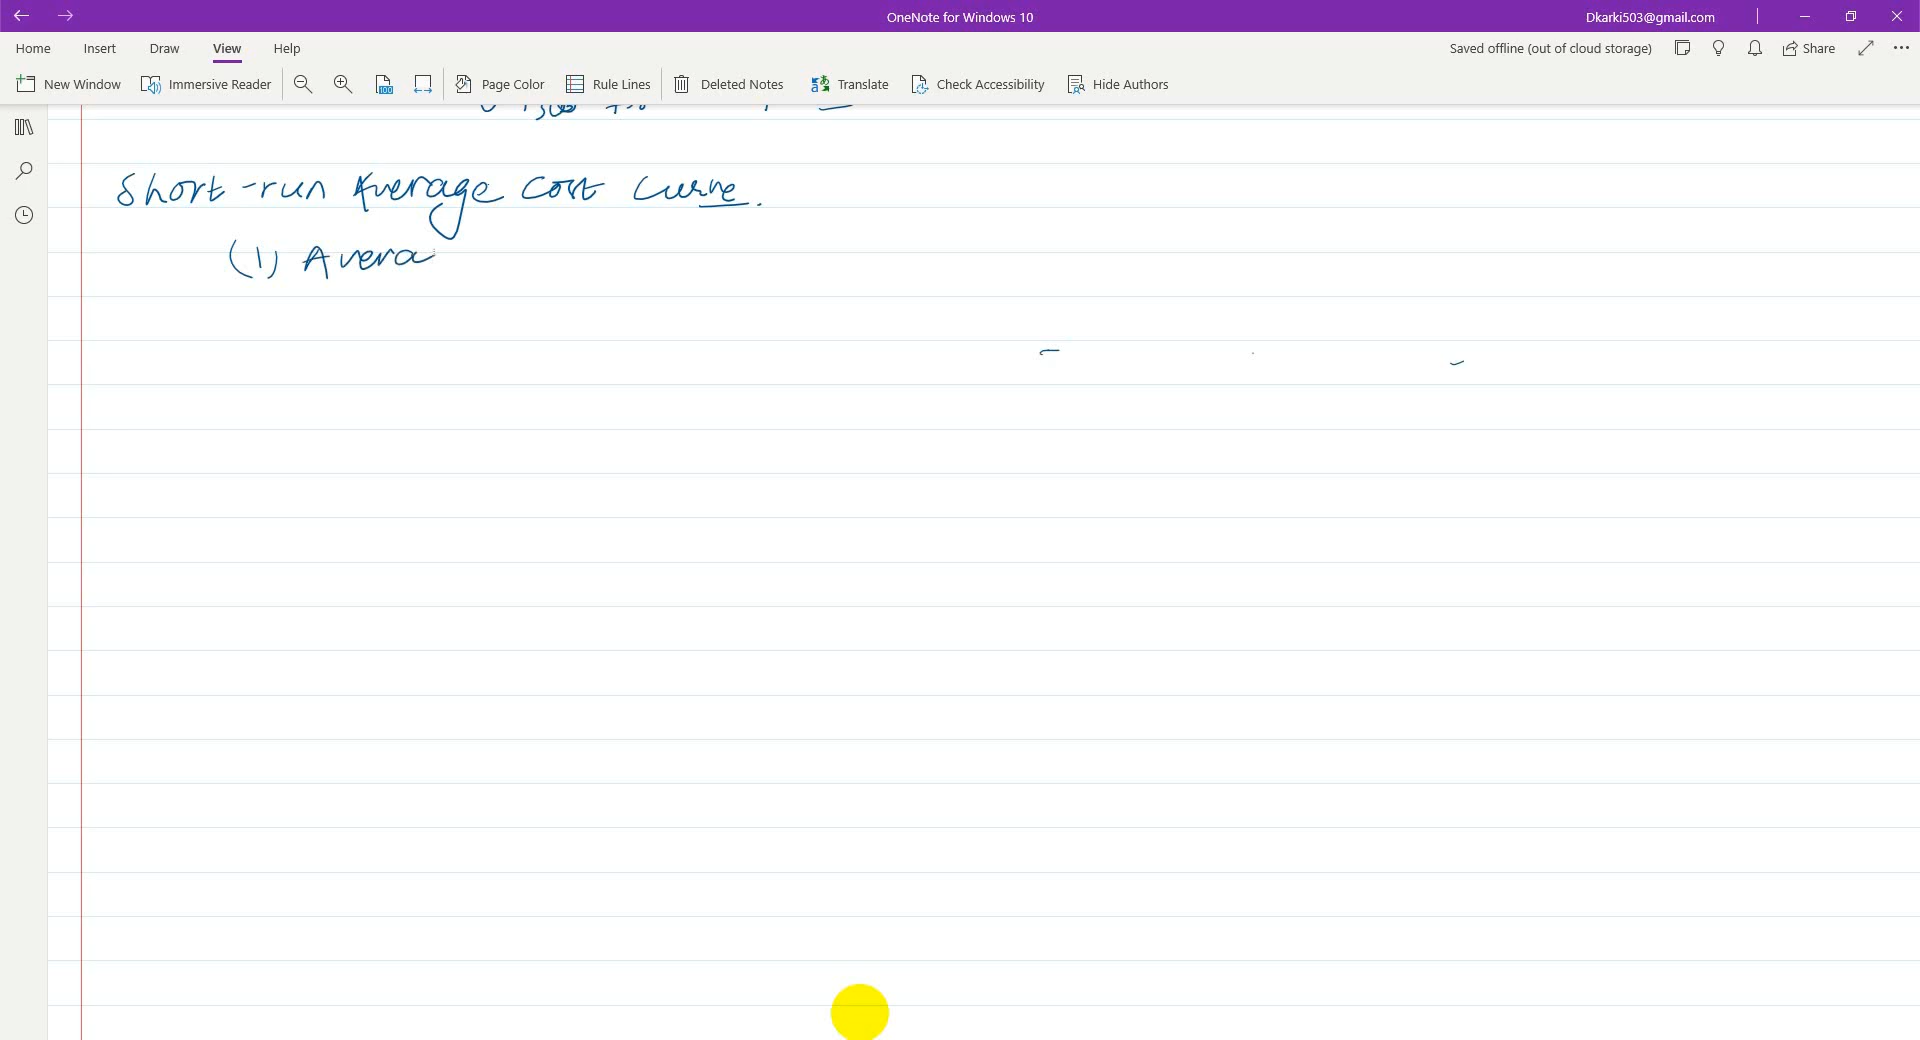 OneNote for Windows 10
Dkarki503@gmail.com
Home Insert Draw View Help
Saved offline (out of cloud storage) Share
New Window Immersive Reader 100 Page Color Rule Lines Deleted Notes Translate Check Accessibility Hide Authors
Short-run Average cost curve.
(1) Avera